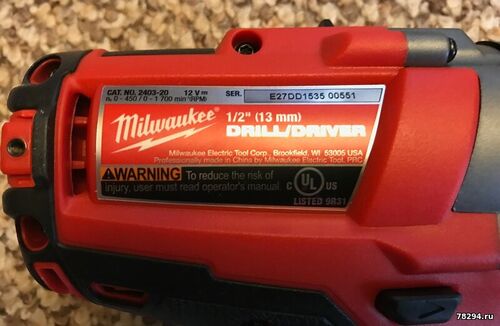 CAT. NO. 2403-20 12 V⎓ SER. E27DD1535 00551
n₀ 0 - 450 / 0 - 1 700 min⁻¹(RPM)
Milwaukee® 1/2" (13 mm)
DRILL/DRIVER
Milwaukee Electric Tool Corp., Brookfield, WI 53005 USA
Professionally made in China by Milwaukee Electric Tool, PRC
WARNING To reduce the risk of
injury, user must read operator's manual.
C UL US
LISTED 9R31
78294.ru